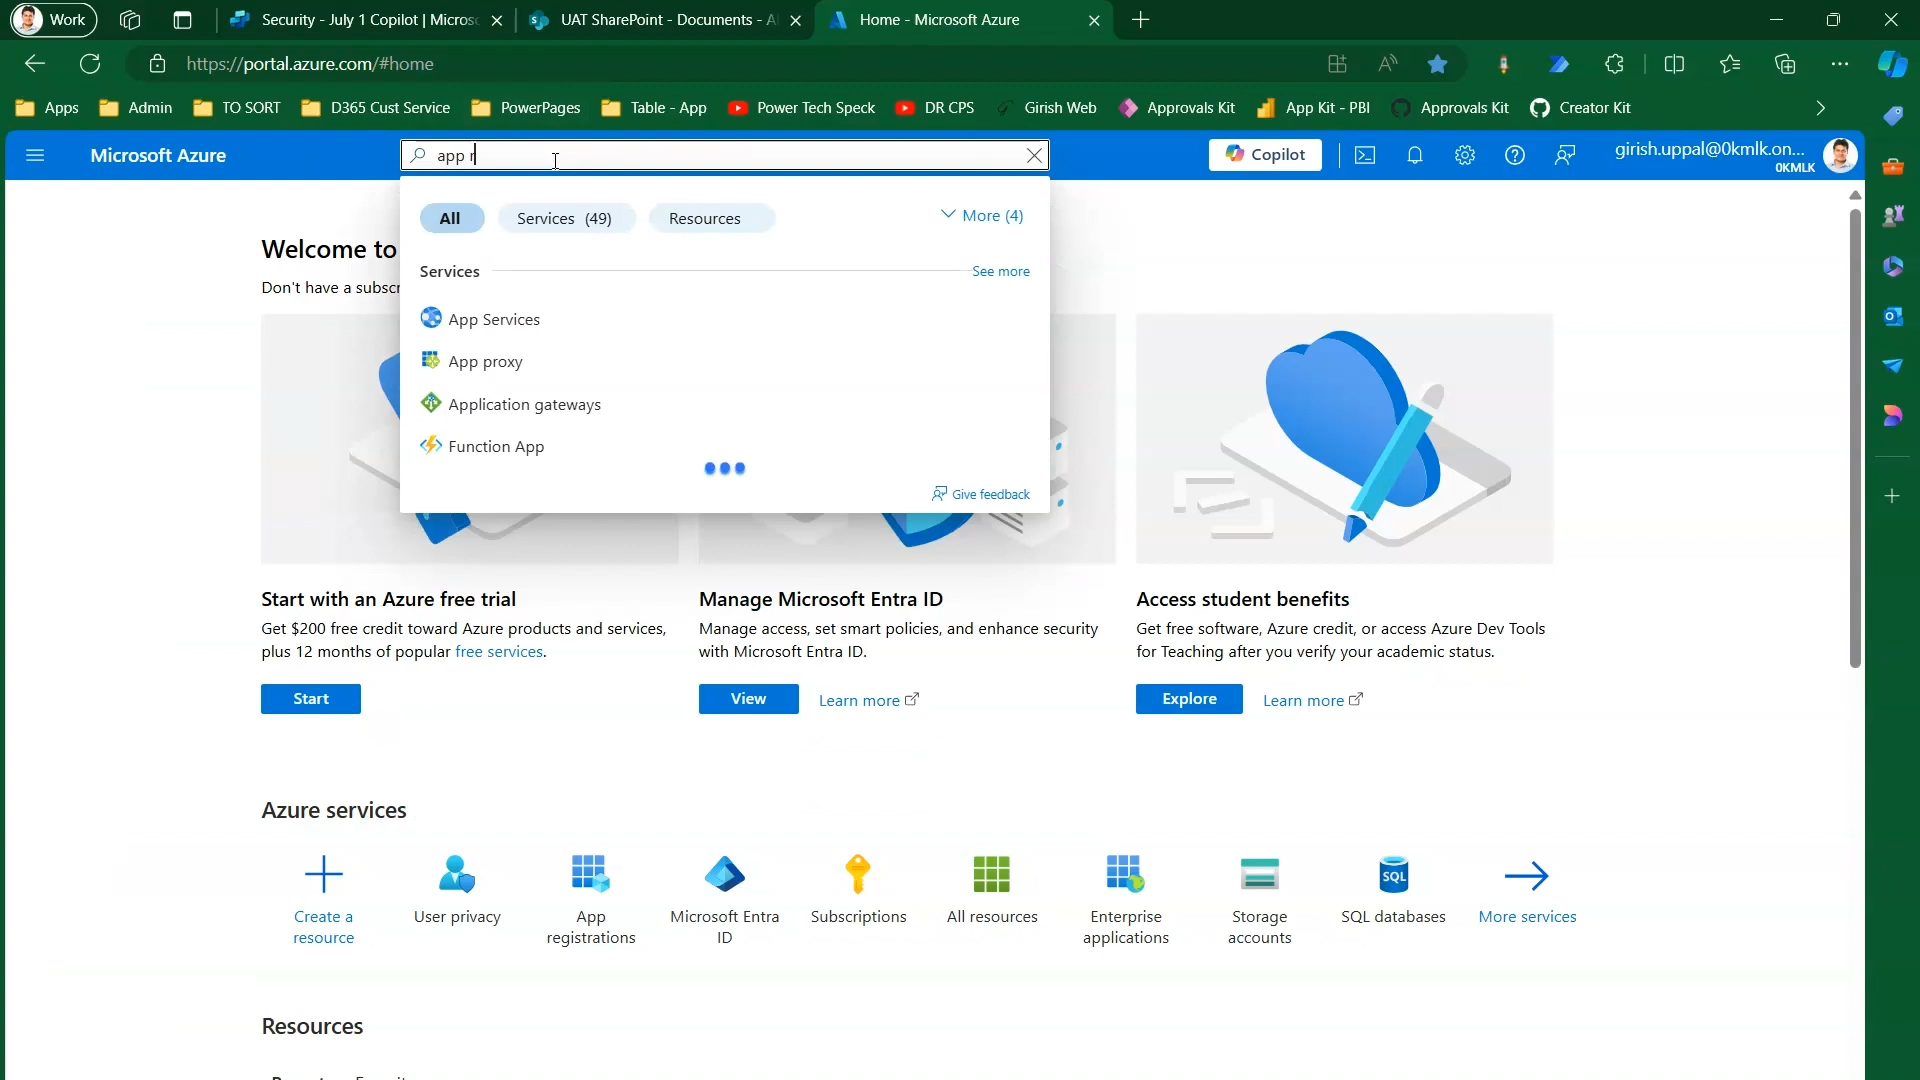 Work
Security - July 1 Copilot | Micros
UAT SharePoint - Documents - Al
Home - Microsoft Azure
https://portal.azure.com/#home
Apps
Admin
TO SORT
D365 Cust Service
PowerPages
Table - App
Power Tech Speck
DR CPS
Girish Web
Approvals Kit
App Kit - PBI
Approvals Kit
Creator Kit
Microsoft Azure
app r
Copilot
girish.uppal@0kmlk.on...
0KMLK
All
Services (49)
Resources
More (4)
Services
See more
App Services
App proxy
Application gateways
Function App
Give feedback
Welcome to
Don't have a subscr
Start with an Azure free trial
Get $200 free credit toward Azure products and services,
plus 12 months of popular free services.
Start
Manage Microsoft Entra ID
Manage access, set smart policies, and enhance security
with Microsoft Entra ID.
View
Learn more
Access student benefits
Get free software, Azure credit, or access Azure Dev Tools
for Teaching after you verify your academic status.
Explore
Learn more
Azure services
Create a
resource
User privacy
App
registrations
Microsoft Entra
ID
Subscriptions
All resources
Enterprise
applications
Storage
accounts
SQL
SQL databases
More services
Resources